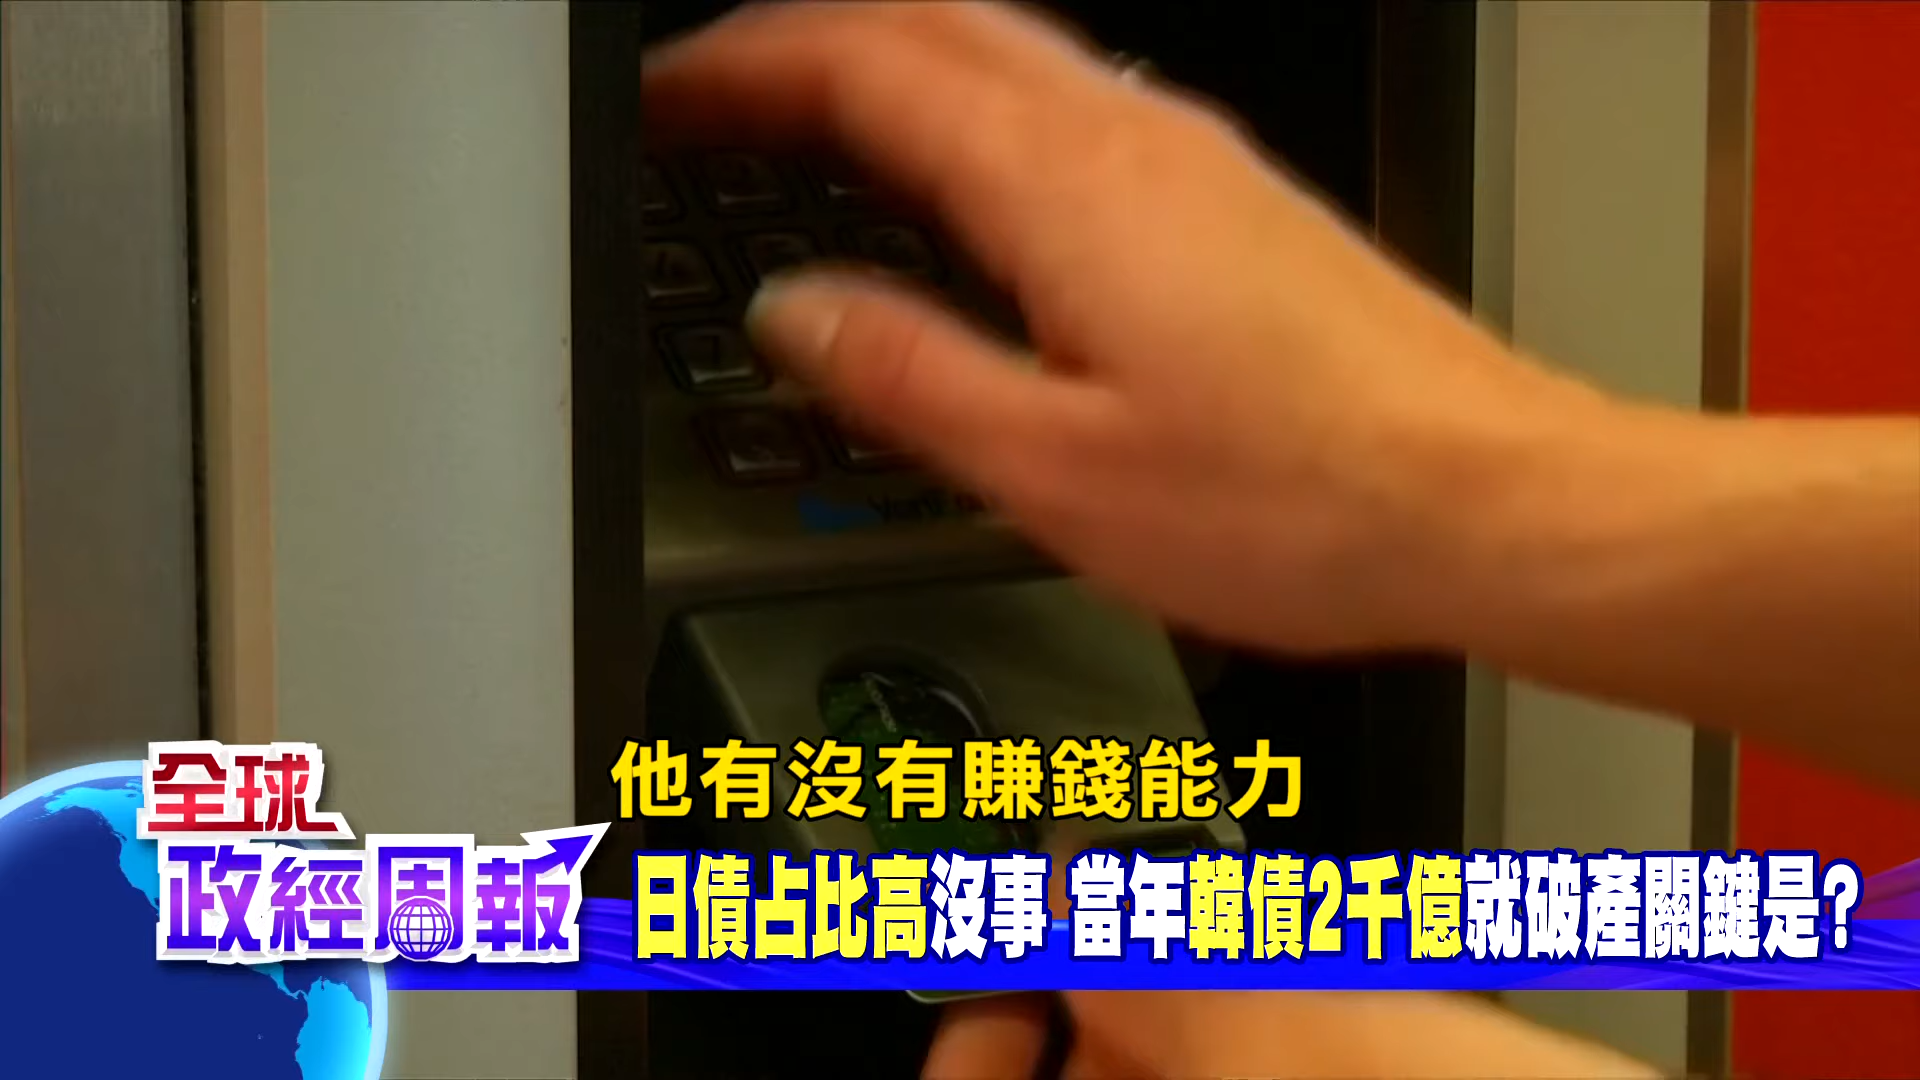 他有沒有賺錢能力
全球
政經周報
日債占比高沒事 當年韓債2千億就破產關鍵是?